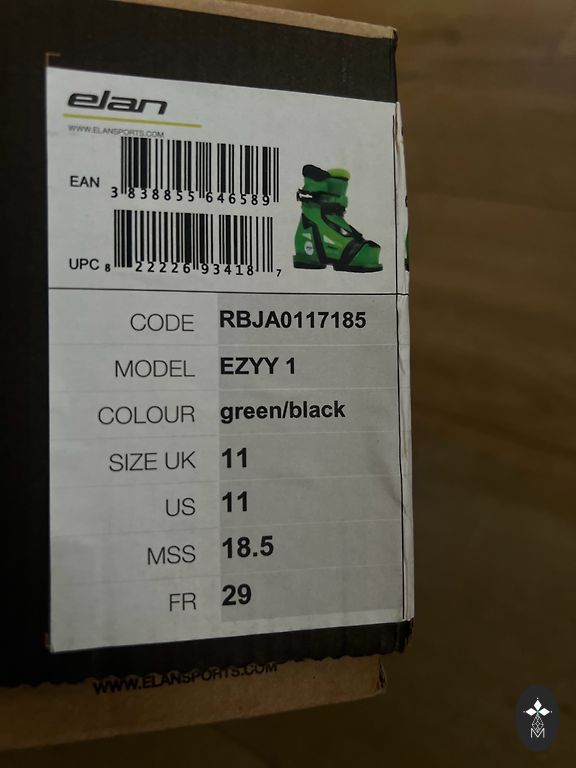 elan
WWW.ELANSPORTS.COM
EAN 3 838855 646589
UPC 8 22226 93418 7
CODE RBJA0117185
MODEL EZYY 1
COLOUR green/black
SIZE UK 11
US 11
MSS 18.5
FR 29
WWW.ELANSPORTS.COM
M